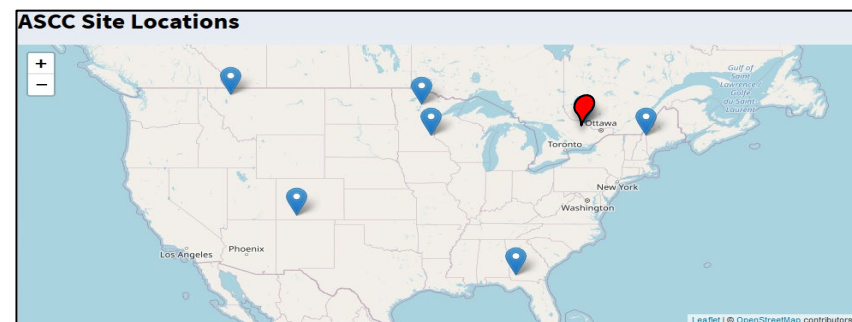 ASCC Site Locations
+
−
Gulf of
Saint
Lawrence /
Golfe
du Saint-
Laurent
Ottawa
Toronto
New York
Washington
Los Angeles
Phoenix
Leaflet | © OpenStreetMap contributors